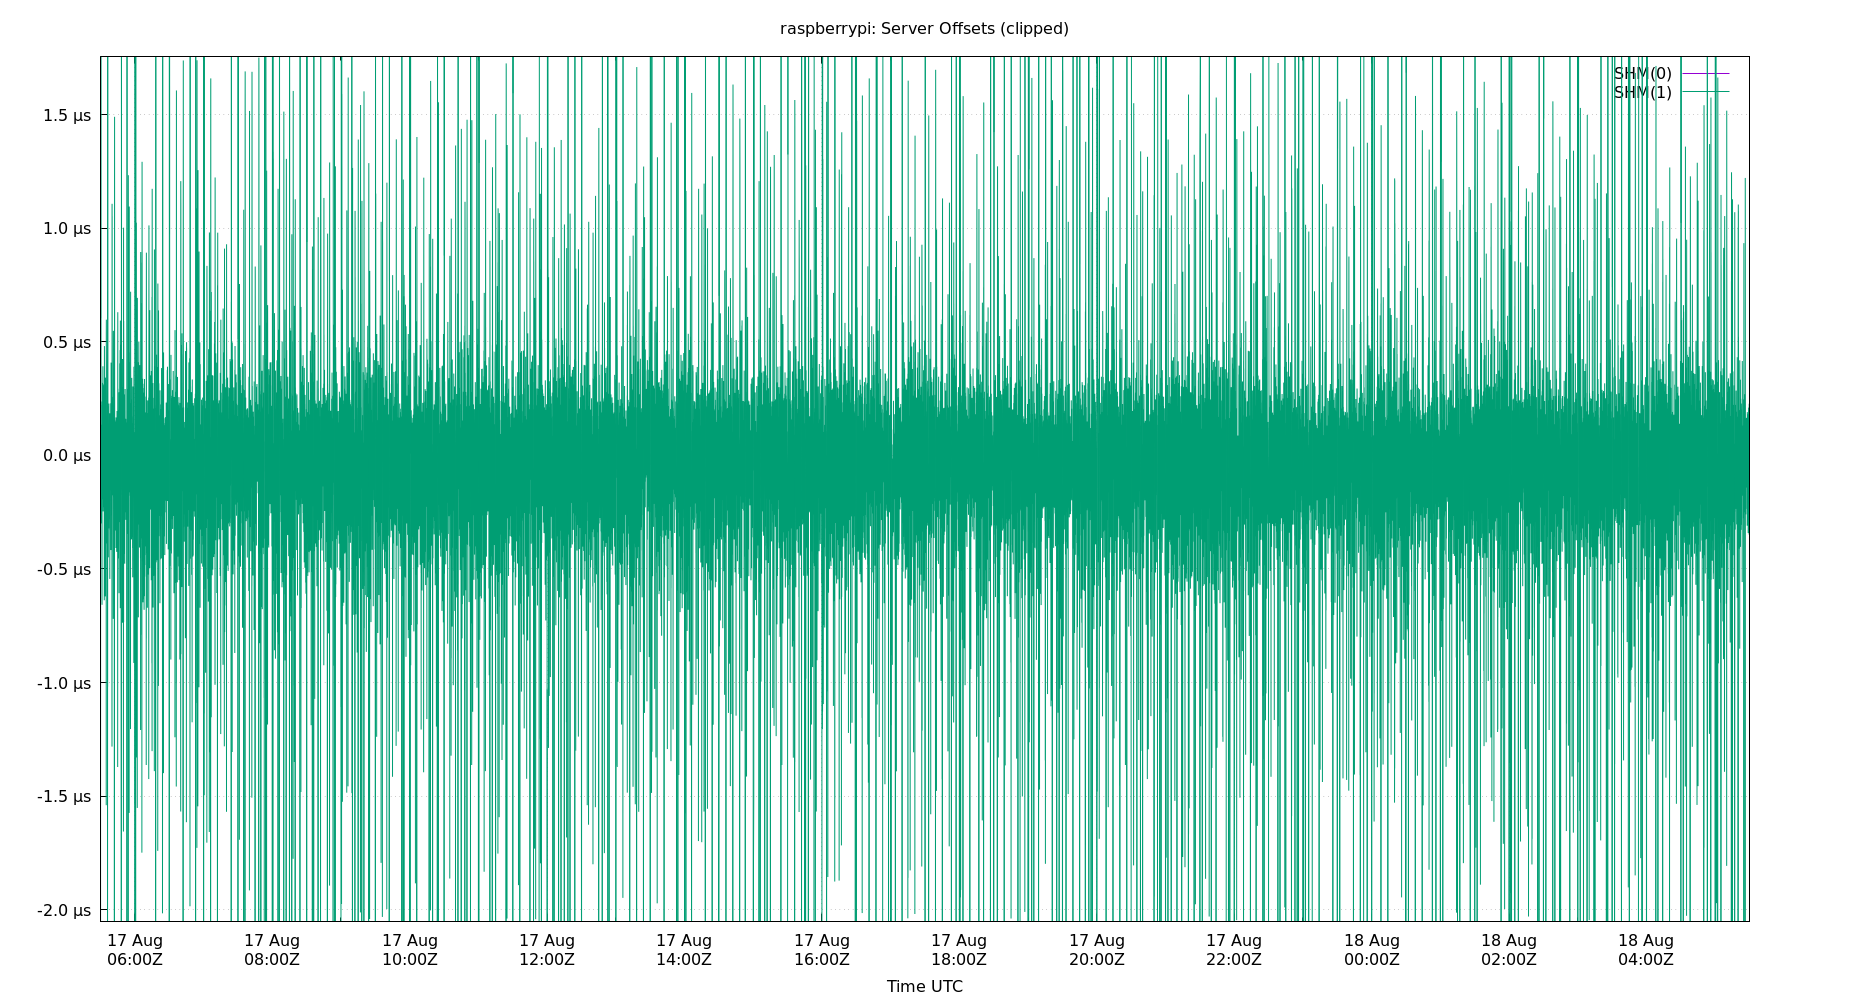 raspberrypi: Server Offsets (clipped)
SHM(0)
SHM(1)
1.5 µs
1.0 µs
0.5 µs
0.0 µs
-0.5 µs
-1.0 µs
-1.5 µs
-2.0 µs
17 Aug 17 Aug 17 Aug 17 Aug 17 Aug 17 Aug 17 Aug 17 Aug 17 Aug 18 Aug 18 Aug 18 Aug
06:00Z 08:00Z 10:00Z 12:00Z 14:00Z 16:00Z 18:00Z 20:00Z 22:00Z 00:00Z 02:00Z 04:00Z
Time UTC